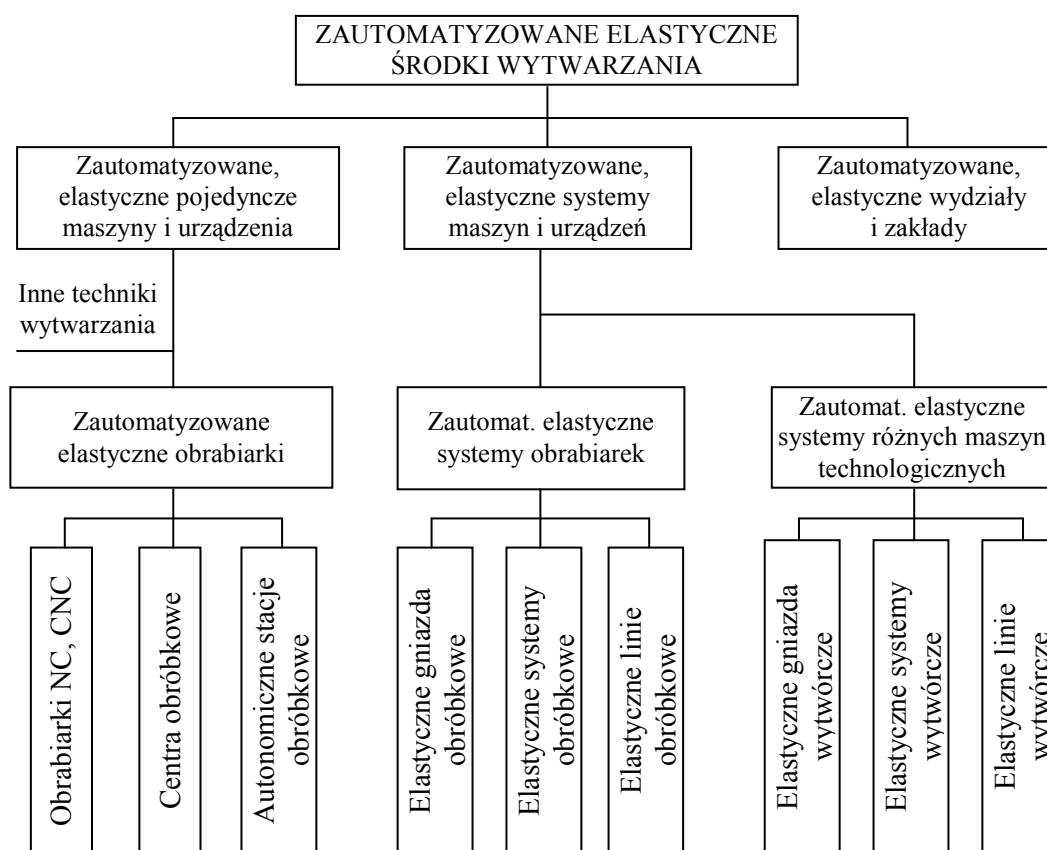 ZAUTOMATYZOWANE ELASTYCZNE
ŚRODKI WYTWARZANIA
Zautomatyzowane,
elastyczne pojedyncze
maszyny i urządzenia
Zautomatyzowane,
elastyczne systemy
maszyn i urządzeń
Zautomatyzowane,
elastyczne wydziały
i zakłady
Inne techniki
wytwarzania
Zautomatyzowane
elastyczne obrabiarki
Zautomat. elastyczne
systemy obrabiarek
Zautomat. elastyczne
systemy różnych maszyn
technologicznych
Obrabiarki NC, CNC
Centra obróbkowe
Autonomiczne stacje
obróbkowe
Elastyczne gniazda
obróbkowe
Elastyczne systemy
obróbkowe
Elastyczne linie
obróbkowe
Elastyczne gniazda
wytwórcze
Elastyczne systemy
wytwórcze
Elastyczne linie
wytwórcze